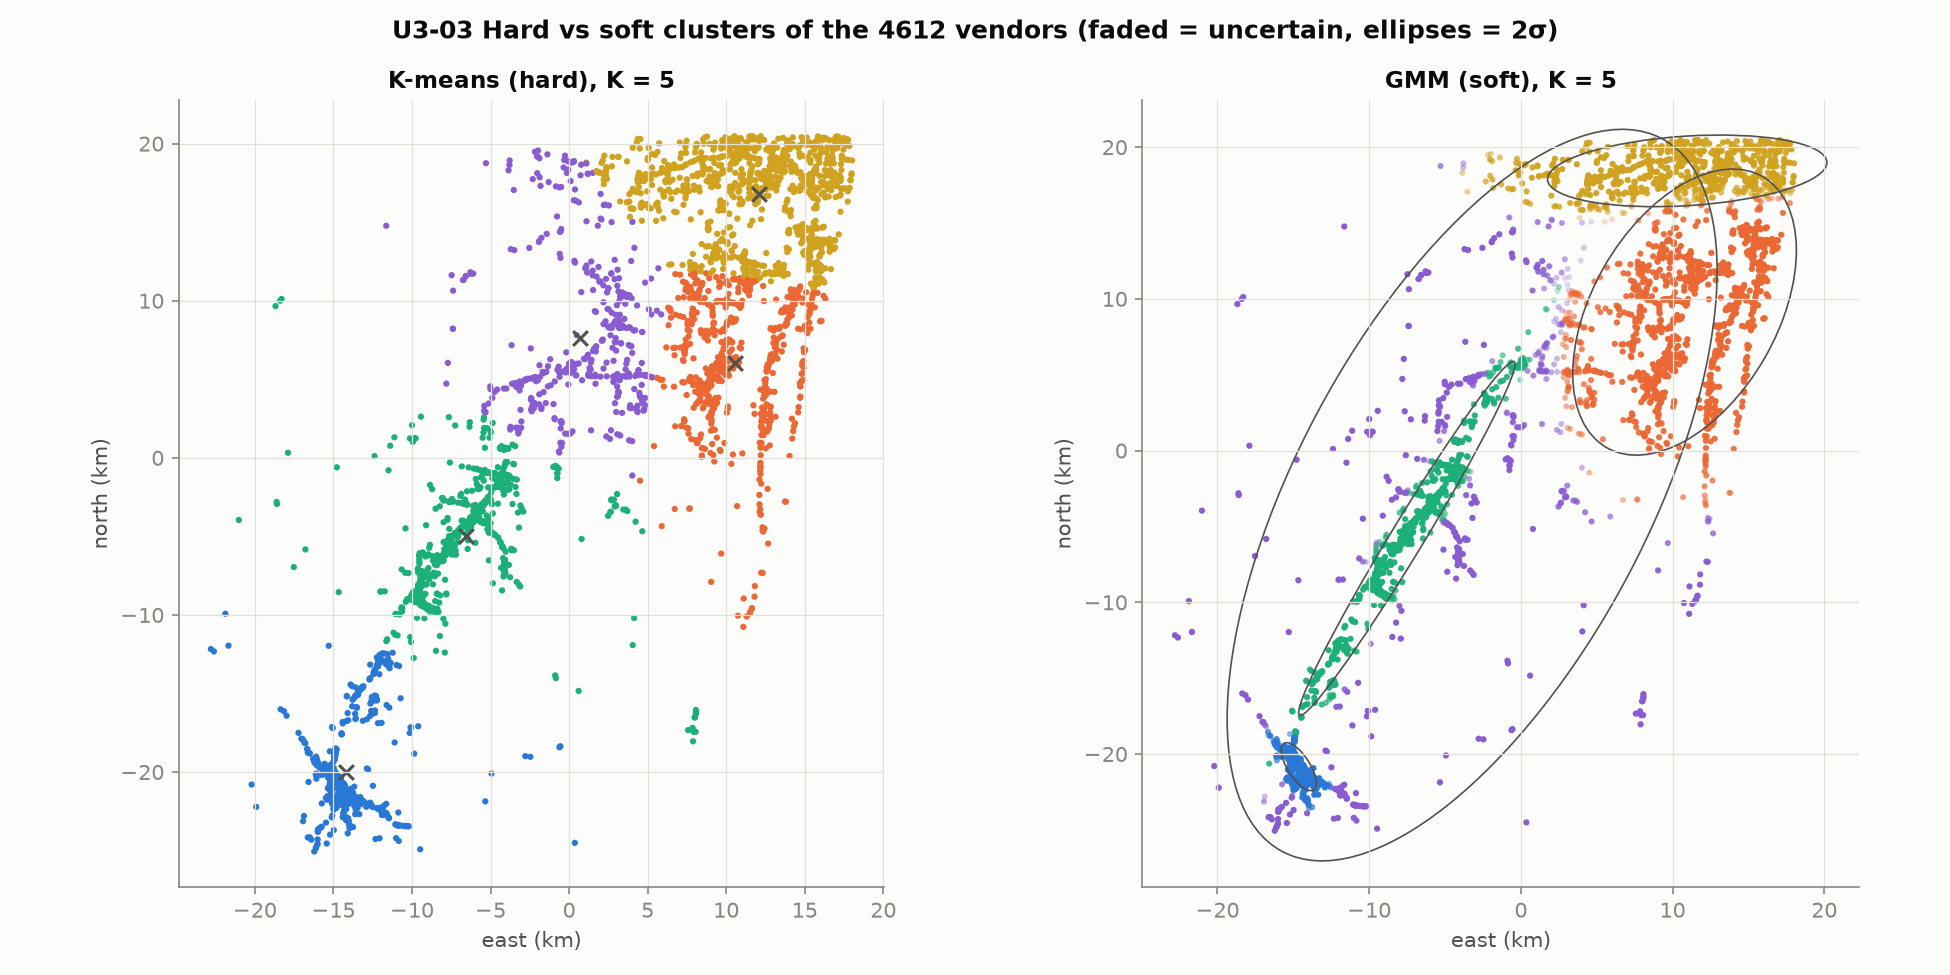 U3-03 Hard vs soft clusters of the 4612 vendors (faded = uncertain, ellipses = 2σ)
K-means (hard), K = 5
north (km)
20
10
0
−10
−20
−20 −15 −10 −5 0 5 10 15 20
east (km)
GMM (soft), K = 5
north (km)
20
10
0
−10
−20
−20 −10 0 10 20
east (km)